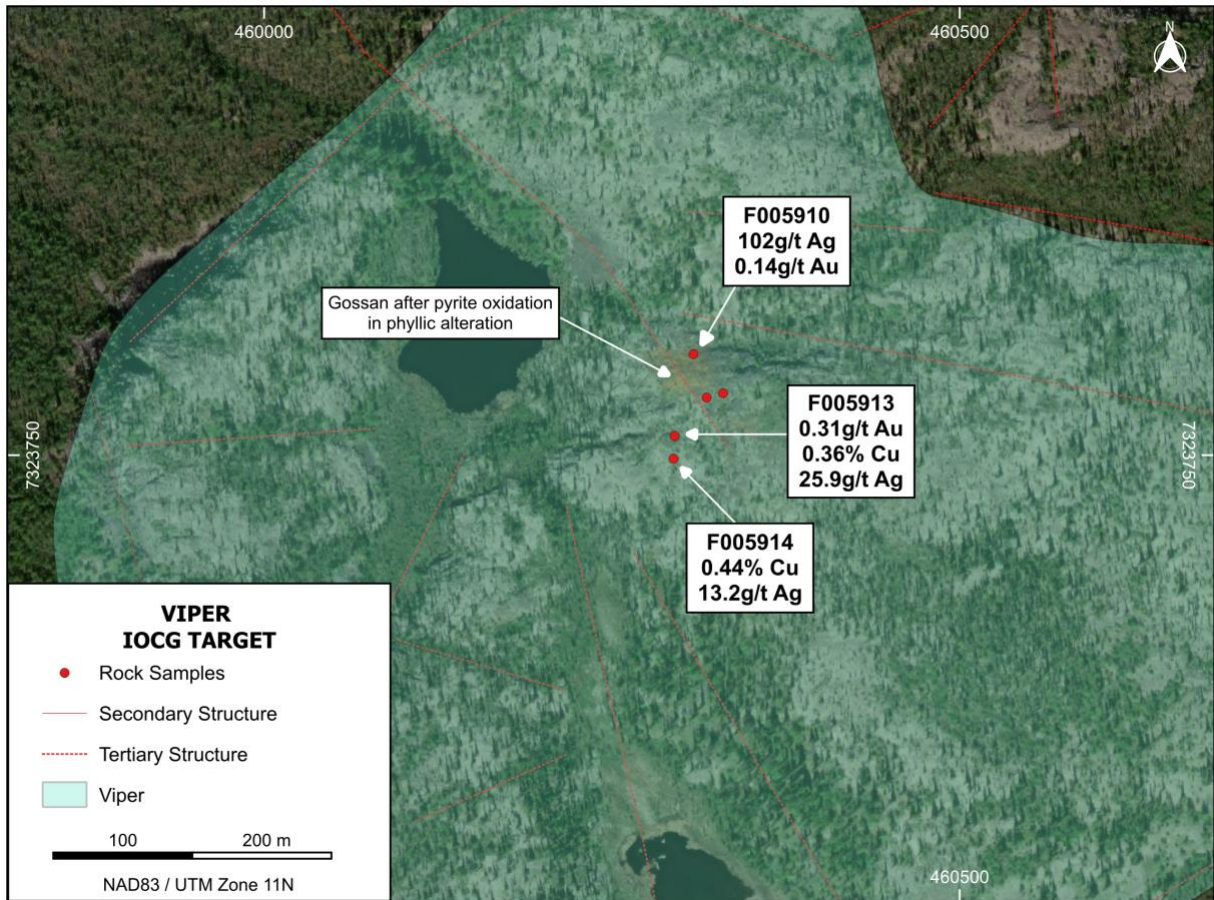 460000
460500
N
F005910
102g/t Ag
0.14g/t Au
Gossan after pyrite oxidation
in phyllic alteration
F005913
0.31g/t Au
0.36% Cu
25.9g/t Ag
7323750
7323750
F005914
0.44% Cu
13.2g/t Ag
VIPER
IOCG TARGET
Rock Samples
Secondary Structure
Tertiary Structure
Viper
100 200 m
NAD83 / UTM Zone 11N
460500